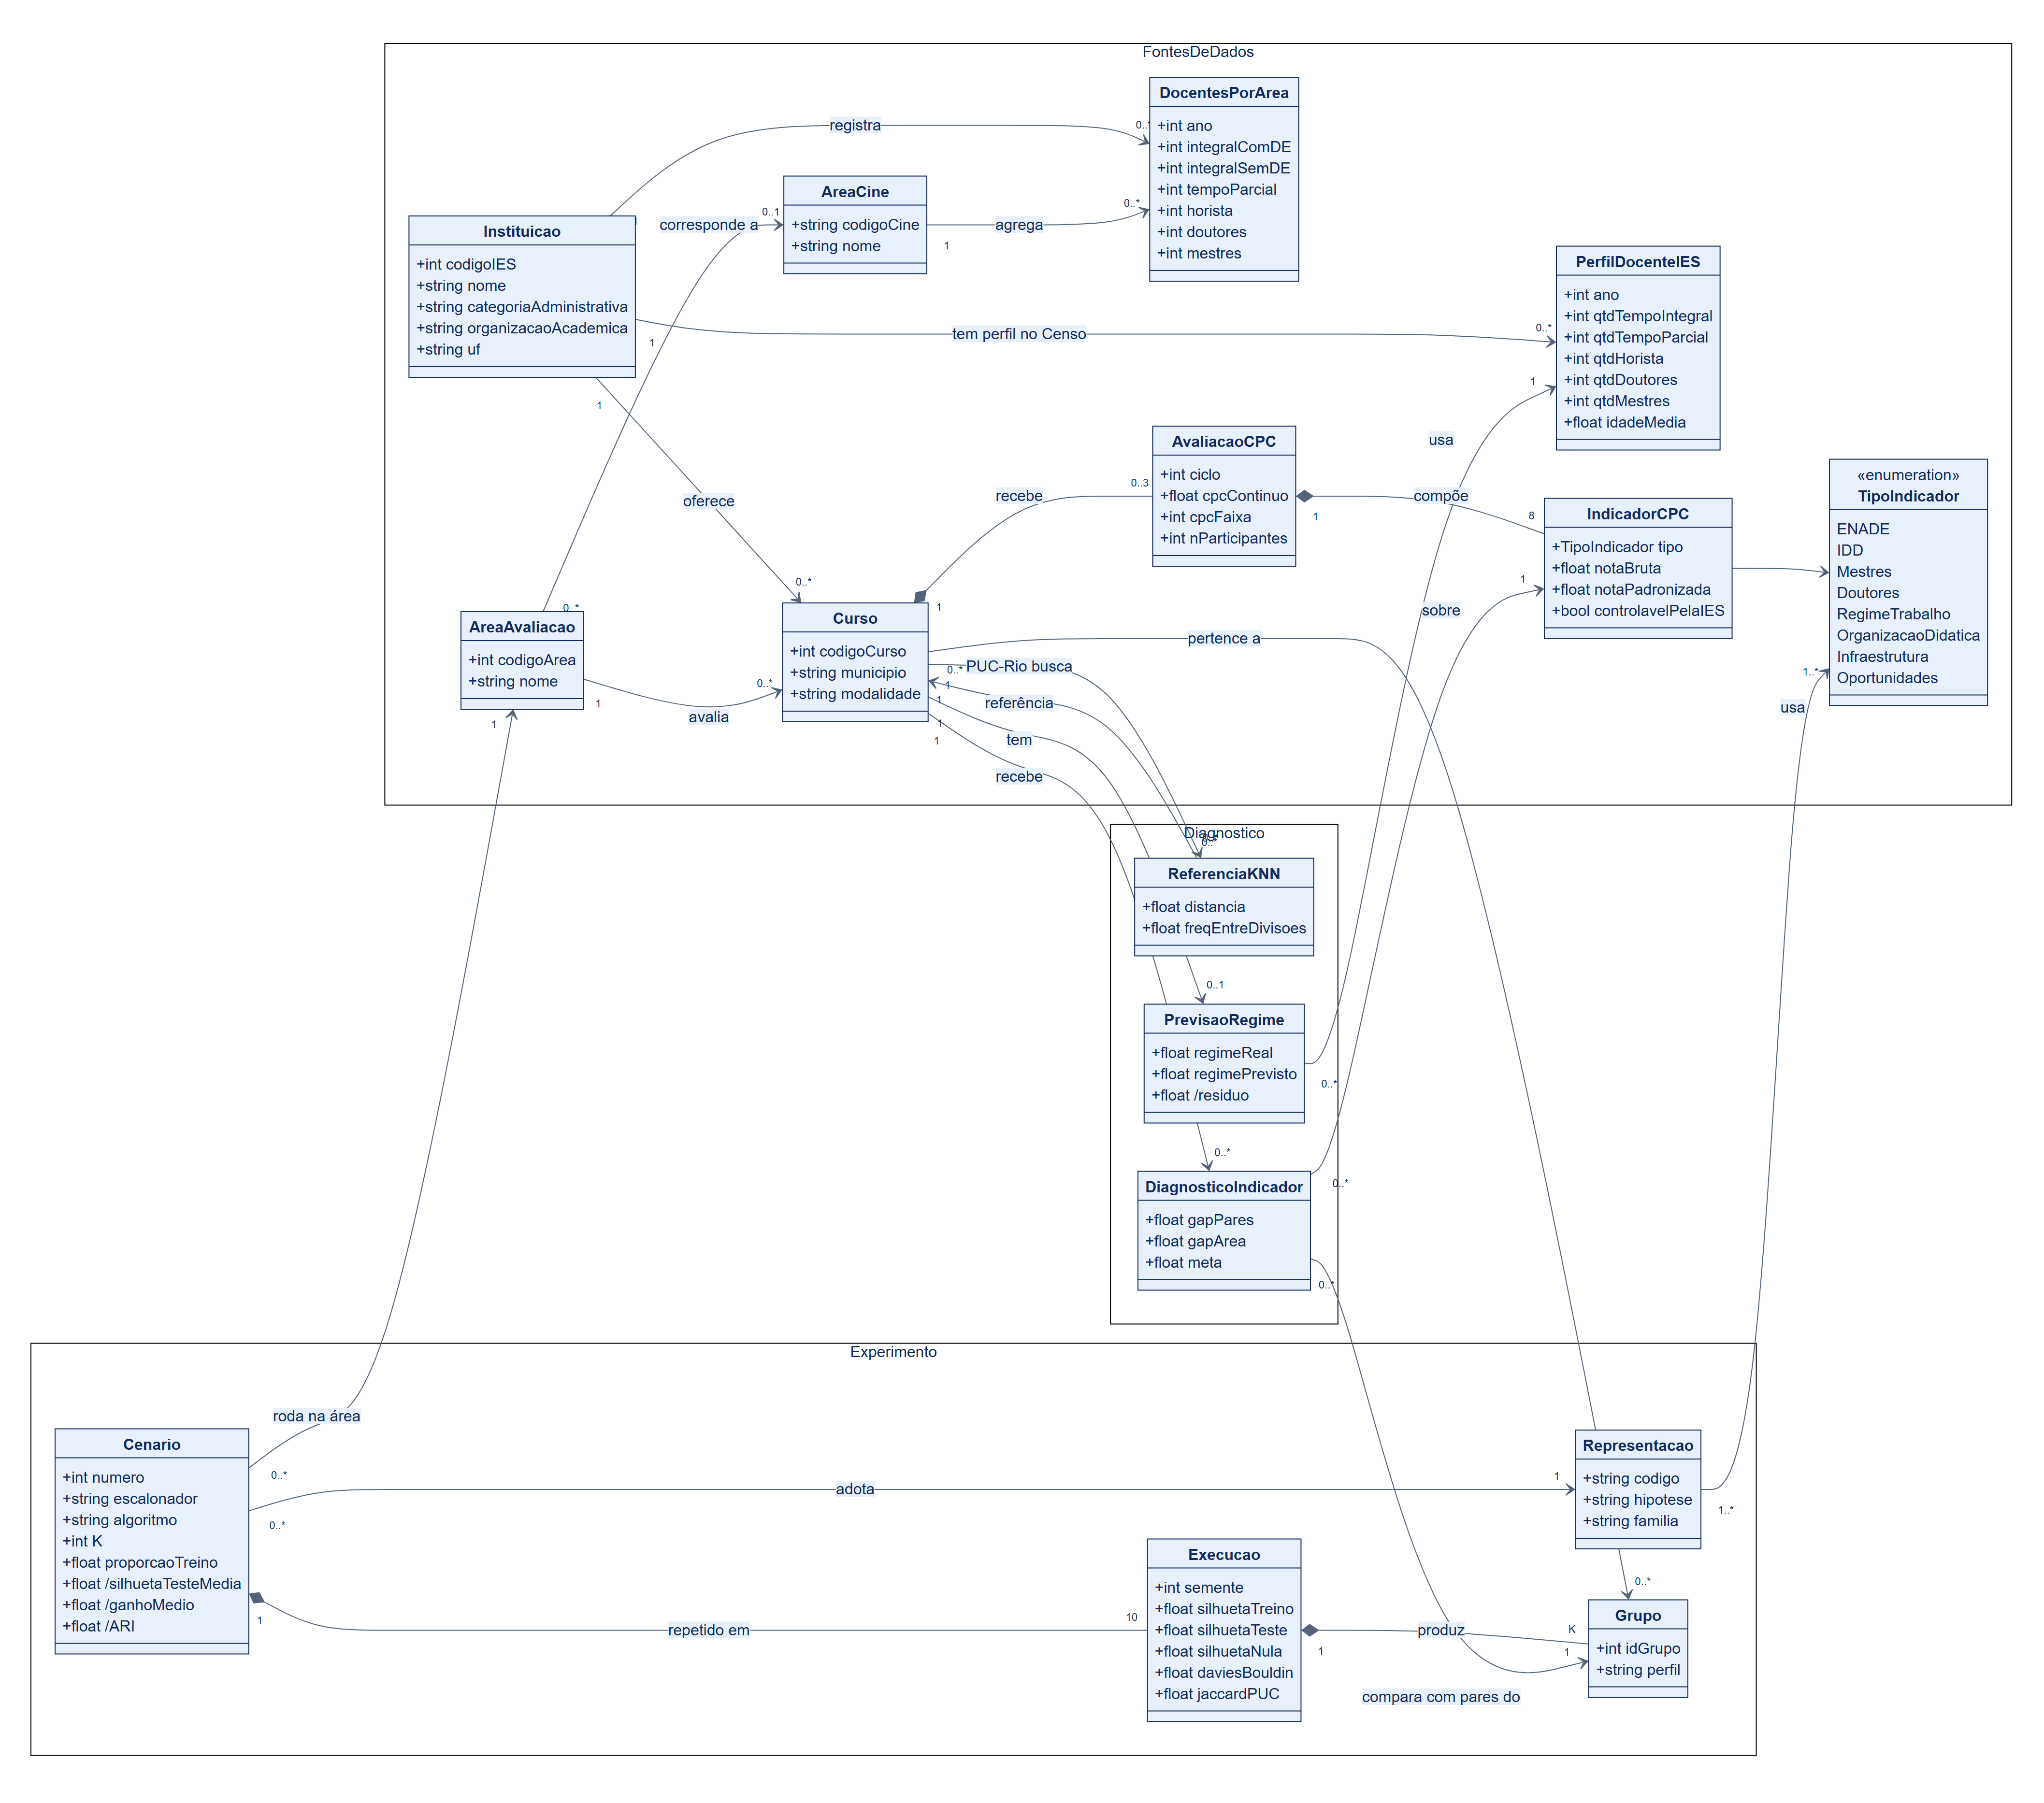 FontesDeDados
DocentesPorArea
+int ano
+int integralComDE
+int integralSemDE
+int tempoParcial
+int horista
+int doutores
+int mestres
registra
0..*
AreaCine
+string codigoCine
+string nome
corresponde a
0..1
agrega
1
0..*
Instituicao
+int codigoIES
+string nome
+string categoriaAdministrativa
+string organizacaoAcademica
+string uf
PerfilDocenteIES
+int ano
+int qtdTempoIntegral
+int qtdTempoParcial
+int qtdHorista
+int qtdDoutores
+int qtdMestres
+float idadeMedia
tem perfil no Censo
1
0..*
1
usa
1
oferece
0..*
AvaliacaoCPC
+int ciclo
+float cpcContinuo
+int cpcFaixa
+int nParticipantes
recebe
0..3
1
compõe
1
8
IndicadorCPC
+TipoIndicador tipo
+float notaBruta
+float notaPadronizada
+bool controlavelPelaIES
1
sobre
«enumeration»
TipoIndicador
ENADE
IDD
Mestres
Doutores
RegimeTrabalho
OrganizacaoDidatica
Infraestrutura
Oportunidades
1..*
usa
AreaAvaliacao
+int codigoArea
+string nome
0..*
1
1
avalia
0..*
Curso
+int codigoCurso
+string municipio
+string modalidade
pertence a
0..*
PUC-Rio busca
1
referência
1
tem
1
recebe
1
Diagnostico
0..*
ReferenciaKNN
+float distancia
+float freqEntreDivisoes
0..1
PrevisaoRegime
+float regimeReal
+float regimePrevisto
+float /residuo
0..*
0..*
DiagnosticoIndicador
+float gapPares
+float gapArea
+float meta
0..*
0..*
Experimento
roda na área
Cenario
+int numero
+string escalonador
+string algoritmo
+int K
+float proporcaoTreino
+float /silhuetaTesteMedia
+float /ganhoMedio
+float /ARI
0..*
0..*
1
adota
1
Representacao
+string codigo
+string hipotese
+string familia
1..*
repetido em
10
Execucao
+int semente
+float silhuetaTreino
+float silhuetaTeste
+float silhuetaNula
+float daviesBouldin
+float jaccardPUC
1
produz
K
1
0..*
Grupo
+int idGrupo
+string perfil
compara com pares do